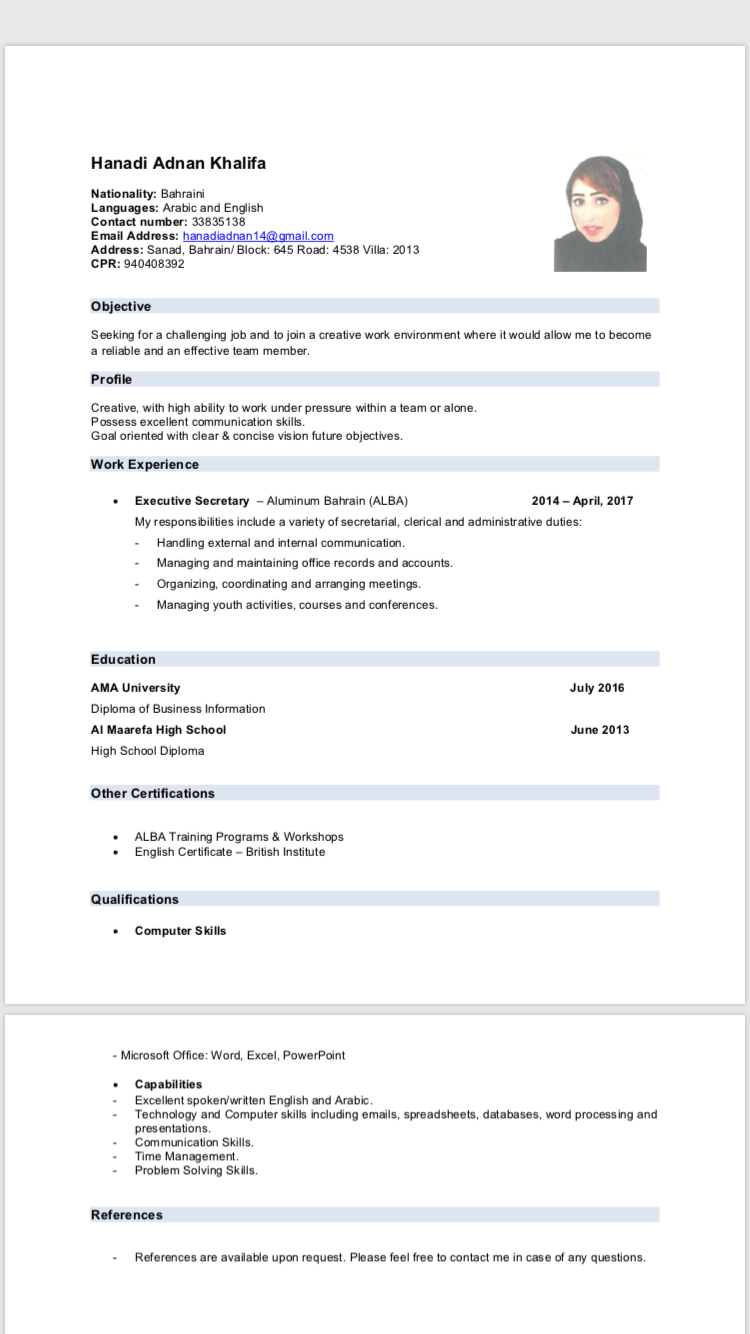 Hanadi Adnan Khalifa
Nationality: Bahraini
Languages: Arabic and English
Contact number: 33835138
Email Address: hanadiadnan14@gmail.com
Address: Sanad, Bahrain/ Block: 645 Road: 4538 Villa: 2013
CPR: 940408392
Objective
Seeking for a challenging job and to join a creative work environment where it would allow me to become
a reliable and an effective team member.
Profile
Creative, with high ability to work under pressure within a team or alone.
Possess excellent communication skills.
Goal oriented with clear & concise vision future objectives.
Work Experience
• Executive Secretary – Aluminum Bahrain (ALBA) 2014 – April, 2017
My responsibilities include a variety of secretarial, clerical and administrative duties:
- Handling external and internal communication.
- Managing and maintaining office records and accounts.
- Organizing, coordinating and arranging meetings.
- Managing youth activities, courses and conferences.
Education
AMA University July 2016
Diploma of Business Information
Al Maarefa High School June 2013
High School Diploma
Other Certifications
• ALBA Training Programs & Workshops
• English Certificate – British Institute
Qualifications
• Computer Skills
- Microsoft Office: Word, Excel, PowerPoint
• Capabilities
- Excellent spoken/written English and Arabic.
- Technology and Computer skills including emails, spreadsheets, databases, word processing and
presentations.
- Communication Skills.
- Time Management.
- Problem Solving Skills.
References
- References are available upon request. Please feel free to contact me in case of any questions.